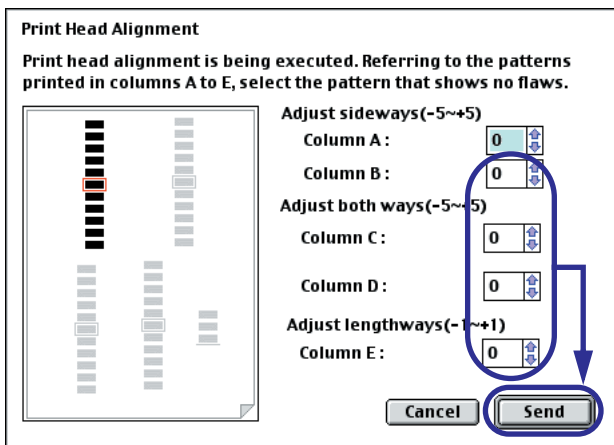 Print Head Alignment
Print head alignment is being executed. Referring to the patterns
printed in columns A to E, select the pattern that shows no flaws.
Adjust sideways(-5~+5)
Column A : 0
Column B : 0
Adjust both ways(-5~+5)
Column C : 0
Column D : 0
Adjust lengthways(-1~+1)
Column E : 0
Cancel Send